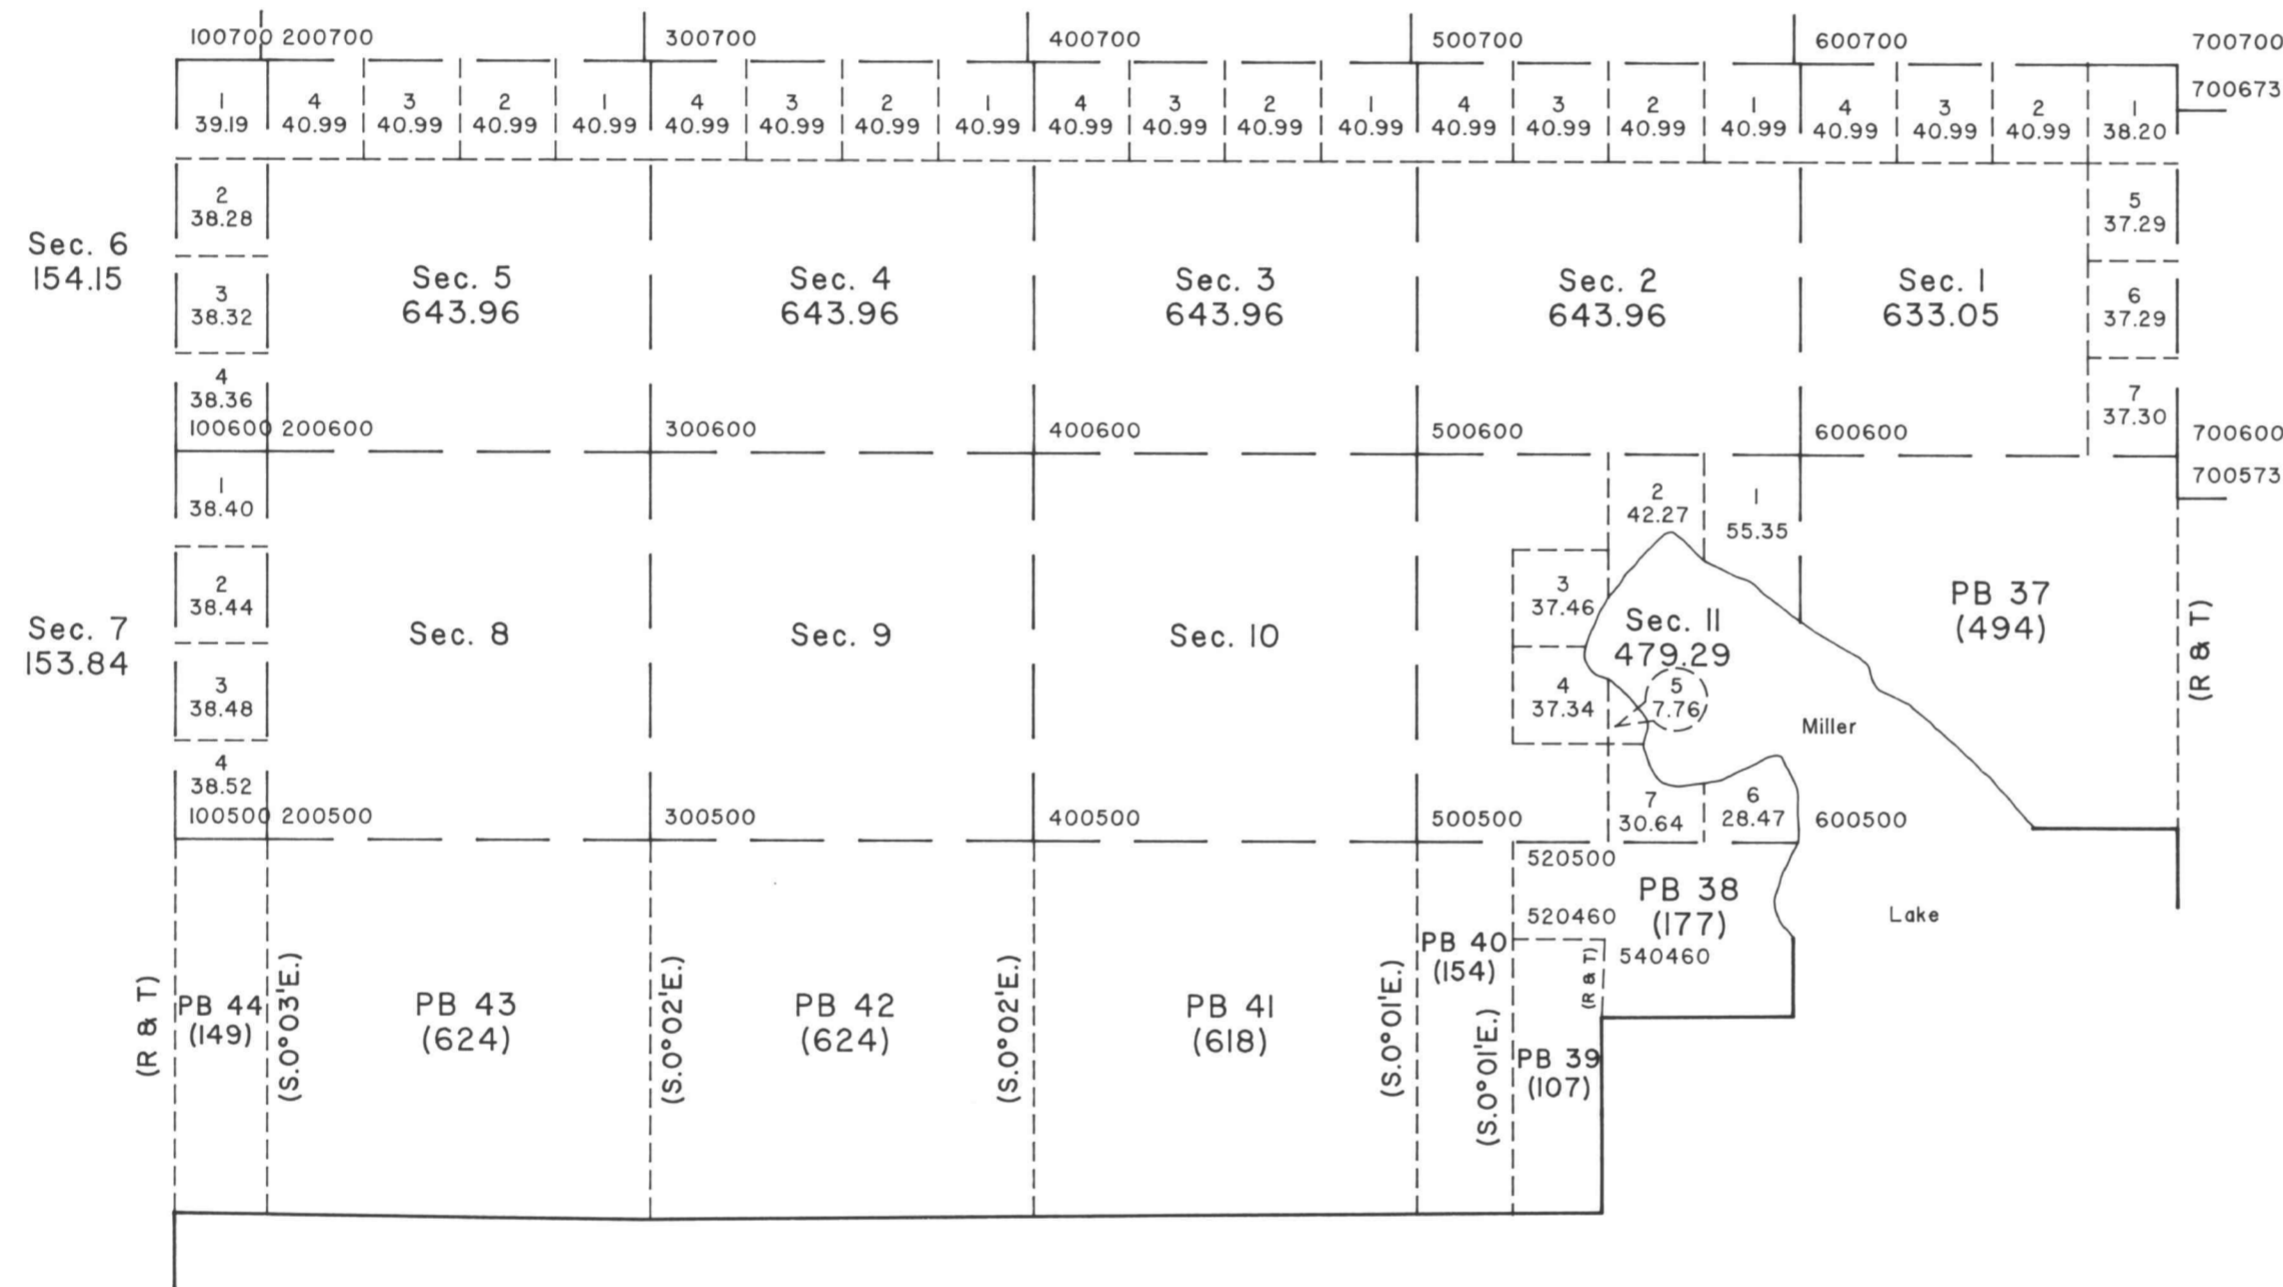 100700 200700 300700 400700 500700 600700 700700
700673
1 4 3 2 1 4 3 2 1 4 3 2 1 4 3 2 1 4 3 2 1
39.19 40.99 40.99 40.99 40.99 40.99 40.99 40.99 40.99 40.99 40.99 40.99 40.99 40.99 40.99 40.99 40.99 40.99 40.99 40.99 38.20
2
38.28
5
37.29
Sec. 6
154.15
3
38.32
Sec. 5
643.96
Sec. 4
643.96
Sec. 3
643.96
Sec. 2
643.96
Sec. 1
633.05
6
37.29
4
38.36
7
37.30
100600 200600 300600 400600 500600 600600 700600
700573
1
38.40
2
42.27
1
55.35
2
38.44
3
37.46
Sec. 7
153.84
Sec. 8
Sec. 9
Sec. 10
Sec. 11
479.29
PB 37
(494)
(R & T)
3
38.48
4
37.34
5
7.76
Miller
4
38.52
7
30.64
6
28.47
100500 200500 300500 400500 500500 600500
520500
PB 38
(177)
520460
Lake
540460
PB 40
(154)
(R & T)
(R & T)
PB 44
(149)
(S.0°03'E.)
PB 43
(624)
(S.0°02'E.)
PB 42
(624)
(S.0°02'E.)
PB 41
(618)
(S.0°01'E.)
(S.0°01'E.)
PB 39
(107)